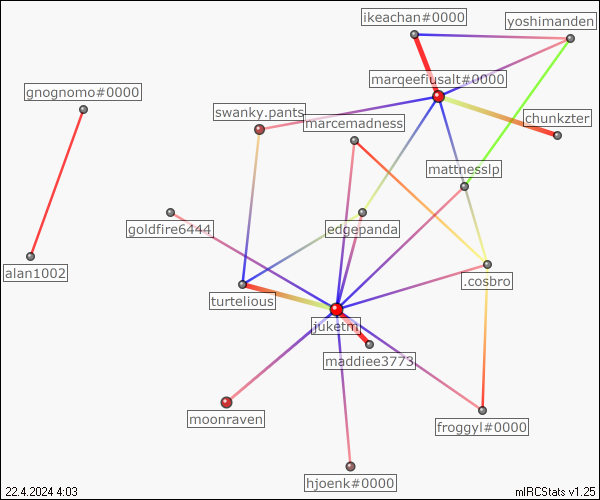 ikeachan#0000
yoshimanden
marqeefiusalt#0000
gnognomo#0000
swanky.pants
marcemadness
chunkzter
mattnesslp
goldfire6444
edgepanda
alan1002
turtelious
.cosbro
juketm
maddiee3773
moonraven
froggyl#0000
hjoenk#0000
22.4.2024 4:03
mIRCStats v1.25